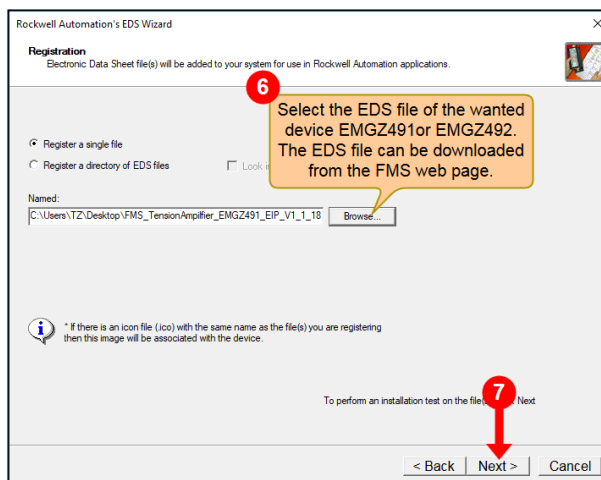 Rockwell Automation's EDS Wizard
Registration
Electronic Data Sheet file(s) will be added to your system for use in Rockwell Automation applications.
6
Select the EDS file of the wanted
device EMGZ491or EMGZ492.
The EDS file can be downloaded
from the FMS web page.
Register a single file
Register a directory of EDS files
Look i
Named:
C:\Users\TZ\Desktop\FMS_TensionAmpifier_EMGZ491_EIP_V1_1_18
Browse...
* If there is an icon file (.ico) with the same name as the file(s) you are registering
then this image will be associated with the device.
7
To perform an installation test on the file Next
< Back
Next >
Cancel